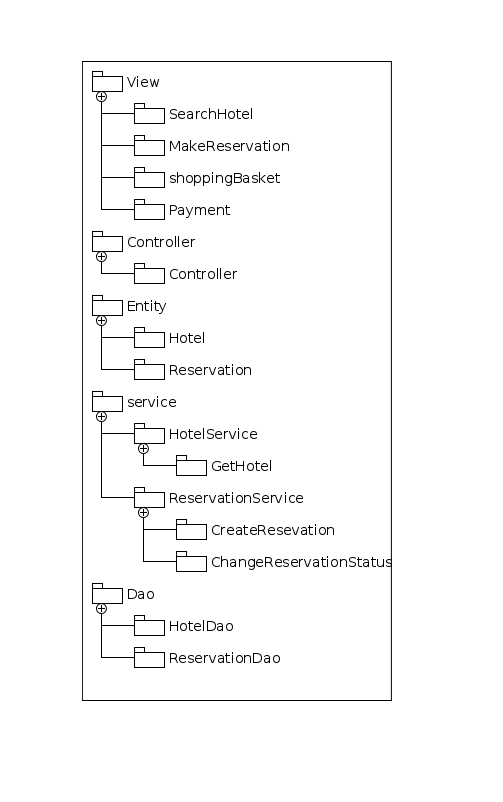 View
SearchHotel
MakeReservation
shoppingBasket
Payment
Controller
Controller
Entity
Hotel
Reservation
service
HotelService
GetHotel
ReservationService
CreateResevation
ChangeReservationStatus
Dao
HotelDao
ReservationDao